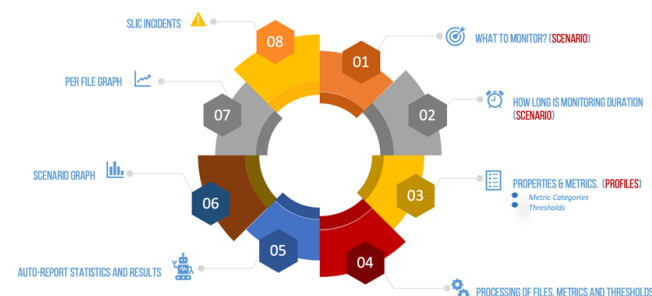 SLIC INCIDENTS
08
01
WHAT TO MONITOR? (SCENARIO)
PER FILE GRAPH
07
02
HOW LONG IS MONITORING DURATION
(SCENARIO)
SCENARIO GRAPH
06
03
PROPERTIES & METRICS. (PROFILES)
Metric Categories
Thresholds
05
04
AUTO-REPORT STATISTICS AND RESULTS
PROCESSING OF FILES, METRICS AND THRESHOLDS